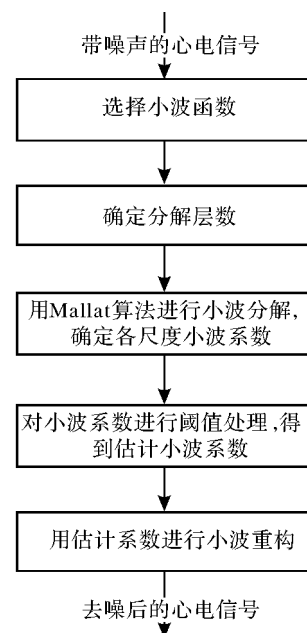 带噪声的心电信号
选择小波函数
确定分解层数
用Mallat算法进行小波分解,
确定各尺度小波系数
对小波系数进行阈值处理,得
到估计小波系数
用估计系数进行小波重构
去噪后的心电信号